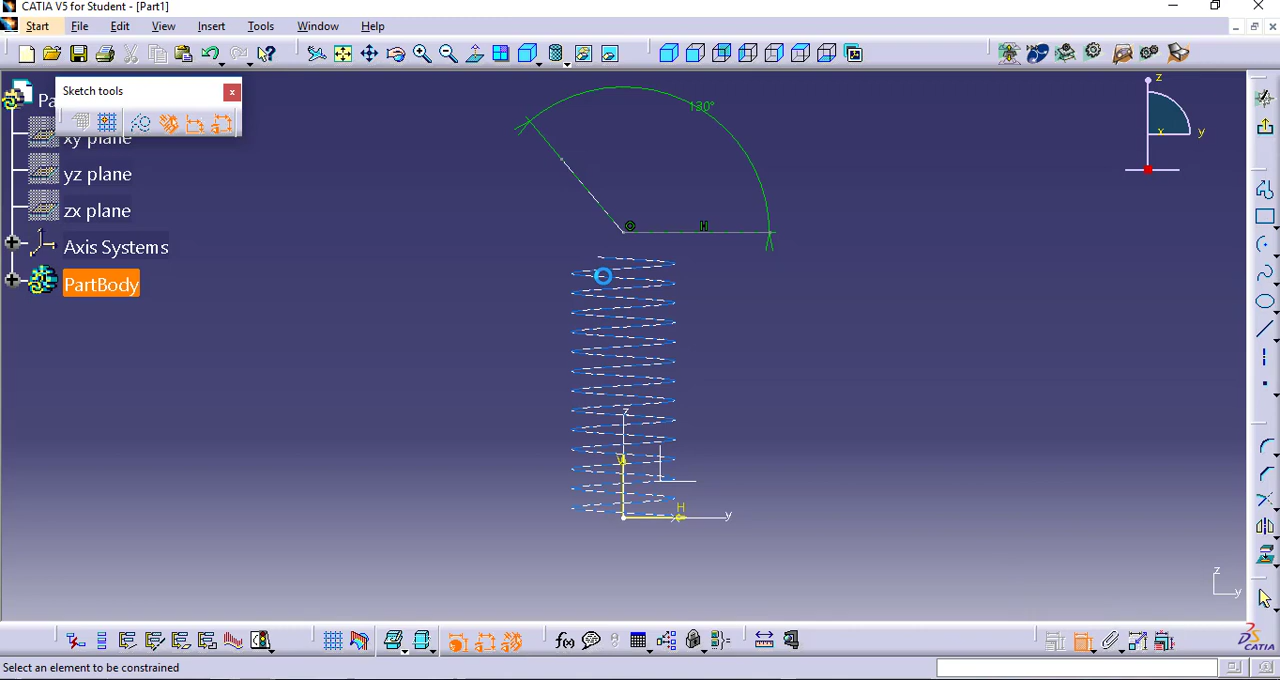 CATIA V5 for Student - [Part1]
Start File Edit View Insert Tools Window Help
Sketch tools x
xy plane
yz plane
zx plane
Axis Systems
PartBody
130°
H
z
H
y
z
x y
z
y
f(x)
CATIA
Select an element to be constrained